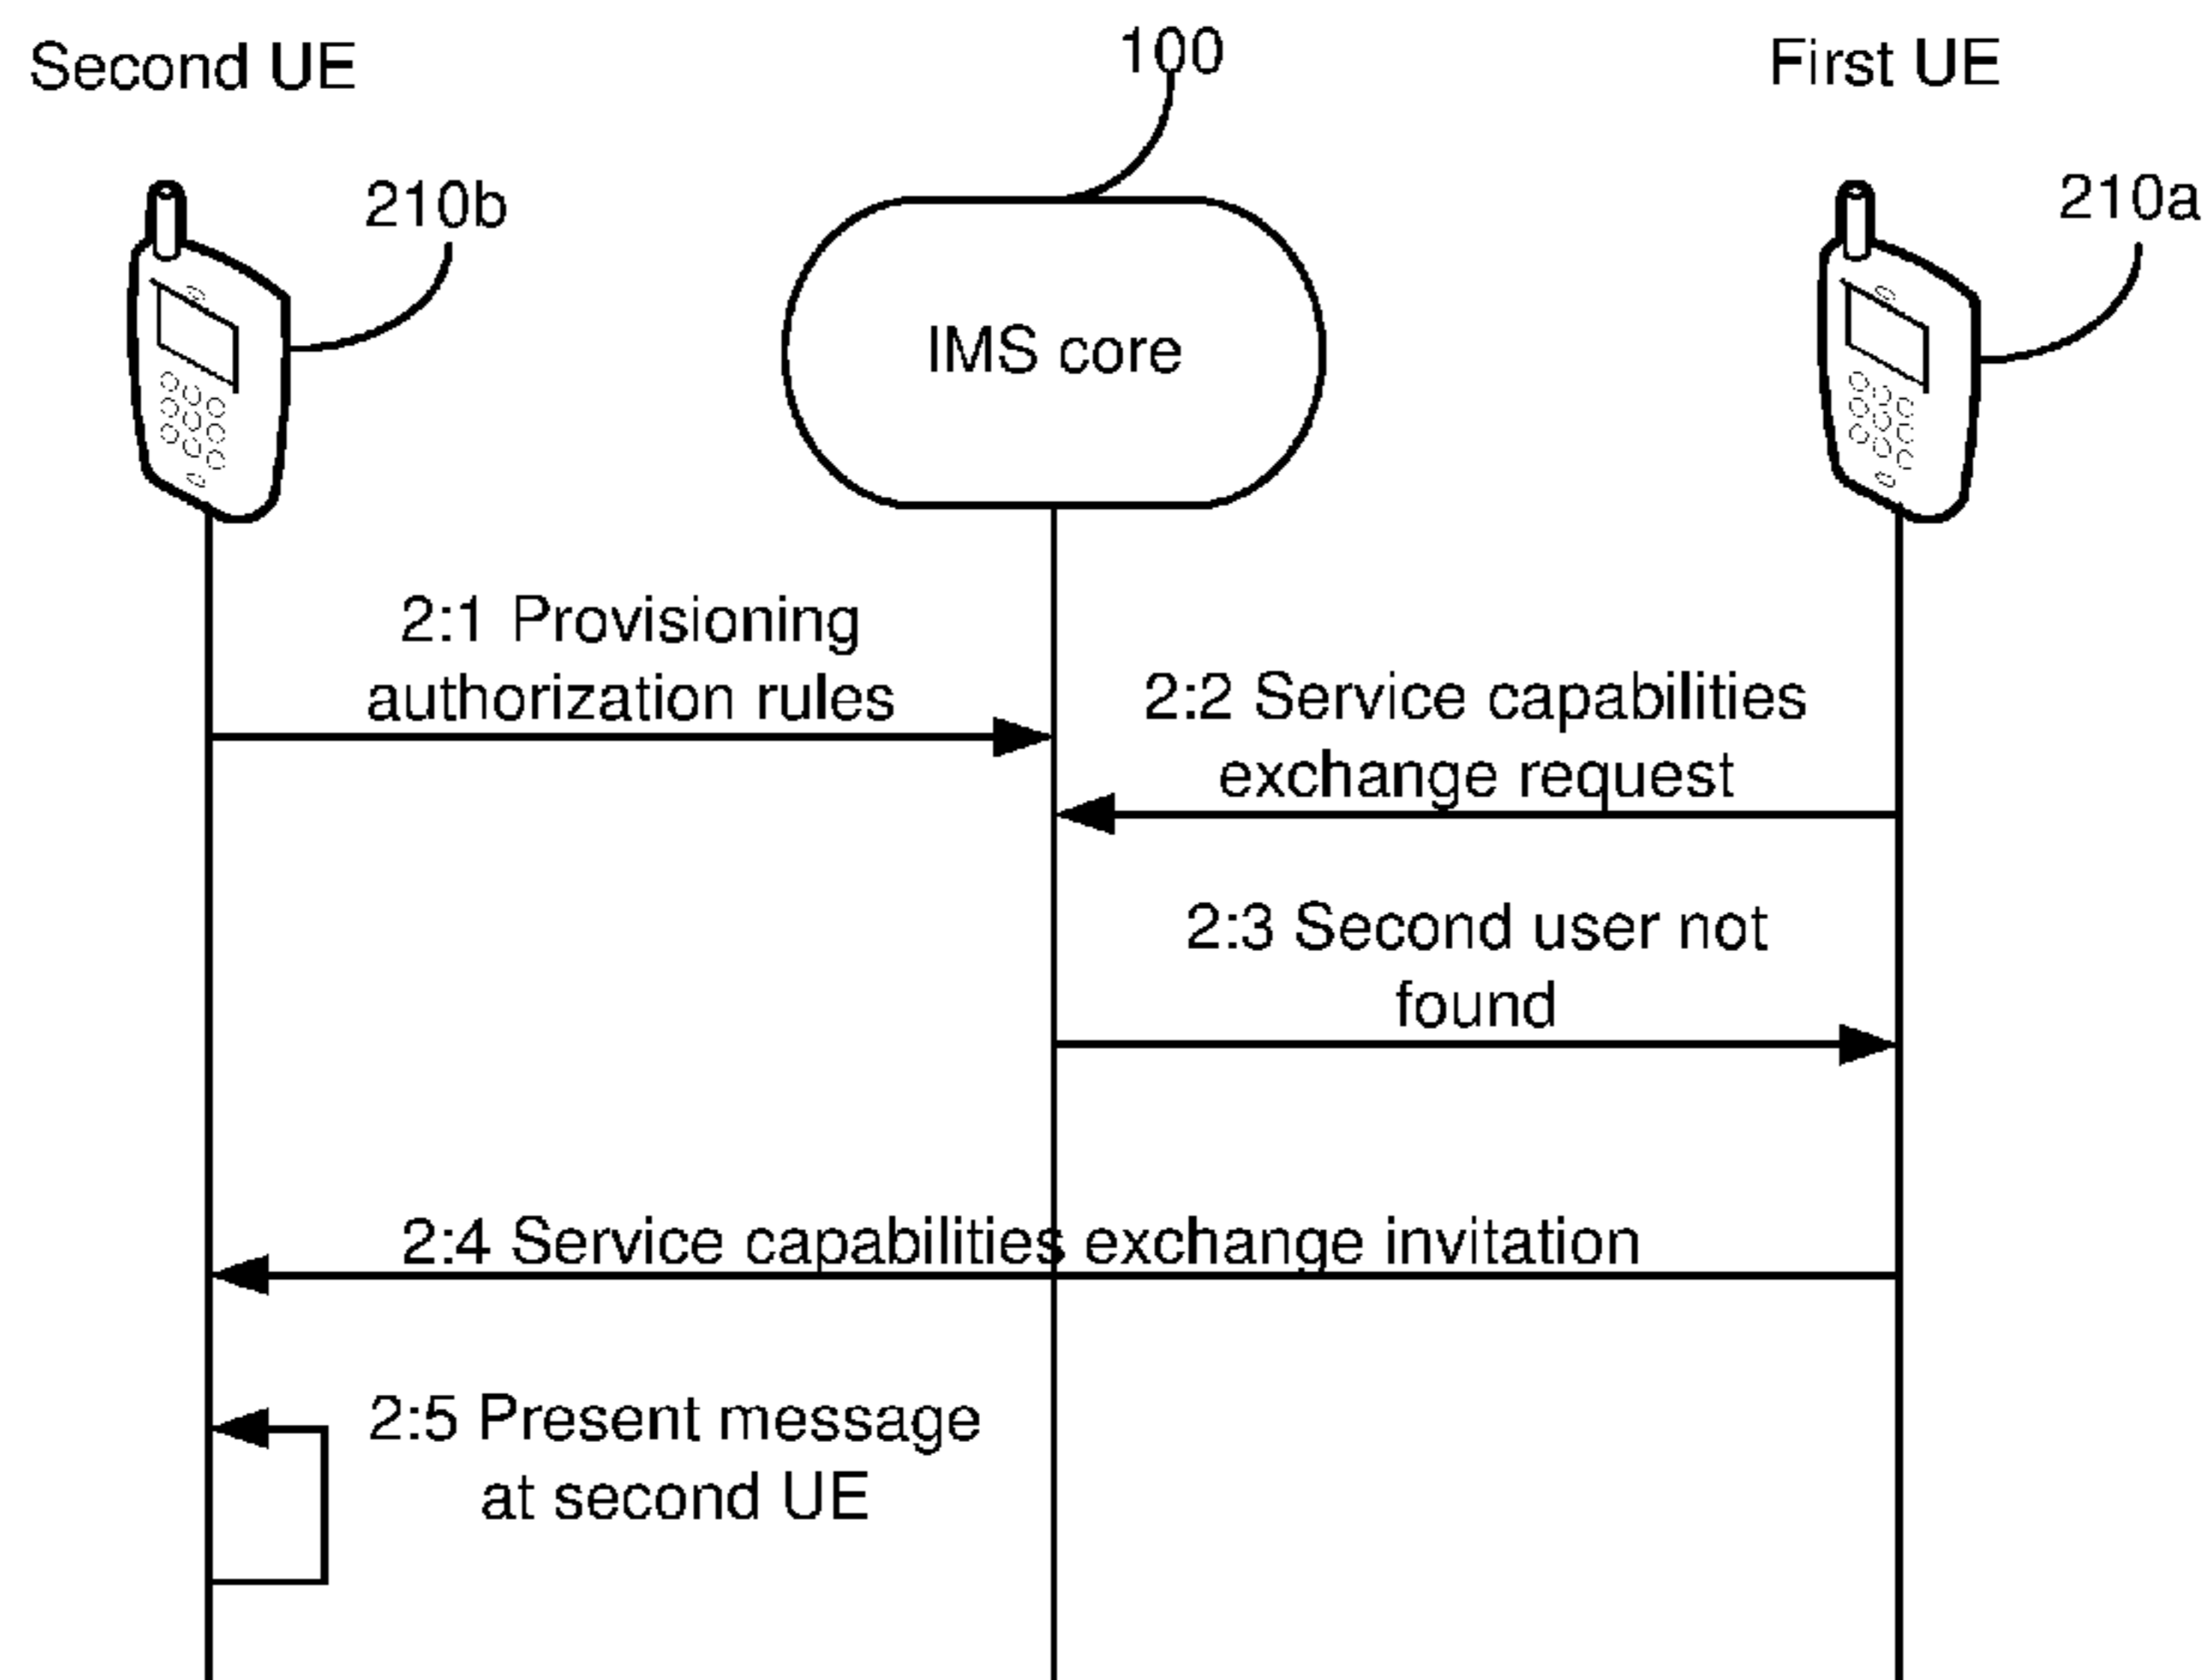 Second UE
100
First UE
210b
210a
IMS core
2:1 Provisioning
authorization rules
2:2 Service capabilities
exchange request
2:3 Second user not
found
2:4 Service capabilities exchange invitation
2:5 Present message
at second UE